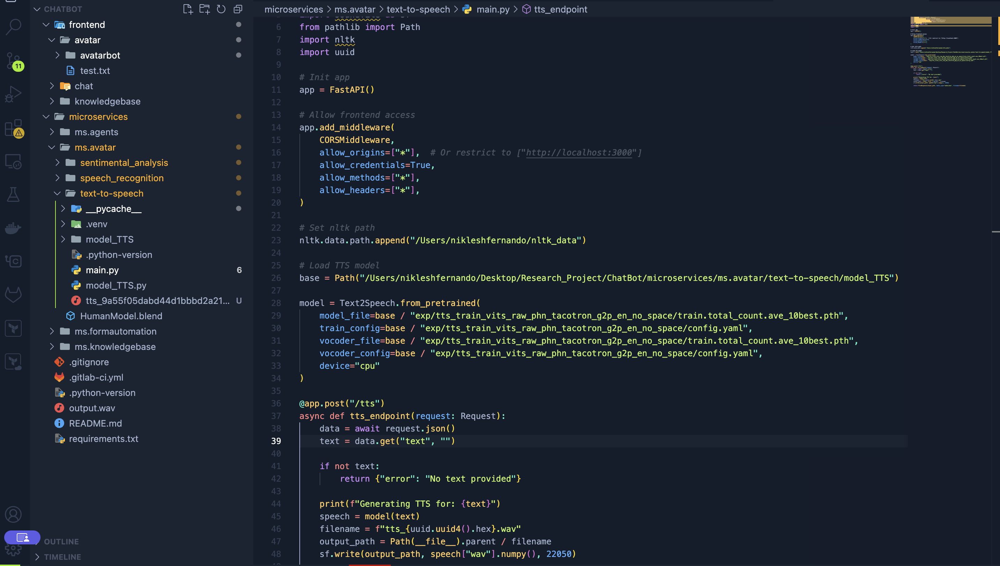 CHATBOT
frontend
avatar
avatarbot
test.txt
chat
knowledgebase
microservices
ms.agents
ms.avatar
sentimental_analysis
speech_recognition
text-to-speech
__pycache__
.venv
model_TTS
.python-version
main.py 6
model_TTS.py
tts_9a55f05dabd44d1bbbd2a21... U
HumanModel.blend
ms.formautomation
ms.knowledgebase
.gitignore
.gitlab-ci.yml
.python-version
output.wav
README.md
requirements.txt
OUTLINE
TIMELINE
11
microservices > ms.avatar > text-to-speech > main.py > tts_endpoint
6 from pathlib import Path
7 import nltk
8 import uuid
9
10 # Init app
11 app = FastAPI()
12
13 # Allow frontend access
14 app.add_middleware(
15     CORSMiddleware,
16     allow_origins=["*"],  # Or restrict to ["http://localhost:3000"]
17     allow_credentials=True,
18     allow_methods=["*"],
19     allow_headers=["*"],
20 )
21
22 # Set nltk path
23 nltk.data.path.append("/Users/nikleshfernando/nltk_data")
24
25 # Load TTS model
26 base = Path("/Users/nikleshfernando/Desktop/Research_Project/ChatBot/microservices/ms.avatar/text-to-speech/model_TTS")
27
28 model = Text2Speech.from_pretrained(
29     model_file=base / "exp/tts_train_vits_raw_phn_tacotron_g2p_en_no_space/train.total_count.ave_10best.pth",
30     train_config=base / "exp/tts_train_vits_raw_phn_tacotron_g2p_en_no_space/config.yaml",
31     vocoder_file=base / "exp/tts_train_vits_raw_phn_tacotron_g2p_en_no_space/train.total_count.ave_10best.pth",
32     vocoder_config=base / "exp/tts_train_vits_raw_phn_tacotron_g2p_en_no_space/config.yaml",
33     device="cpu"
34 )
35
36 @app.post("/tts")
37 async def tts_endpoint(request: Request):
38     data = await request.json()
39     text = data.get("text", "")
40
41     if not text:
42         return {"error": "No text provided"}
43
44     print(f"Generating TTS for: {text}")
45     speech = model(text)
46     filename = f"tts_{uuid.uuid4().hex}.wav"
47     output_path = Path(__file__).parent / filename
48     sf.write(output_path, speech["wav"].numpy(), 22050)